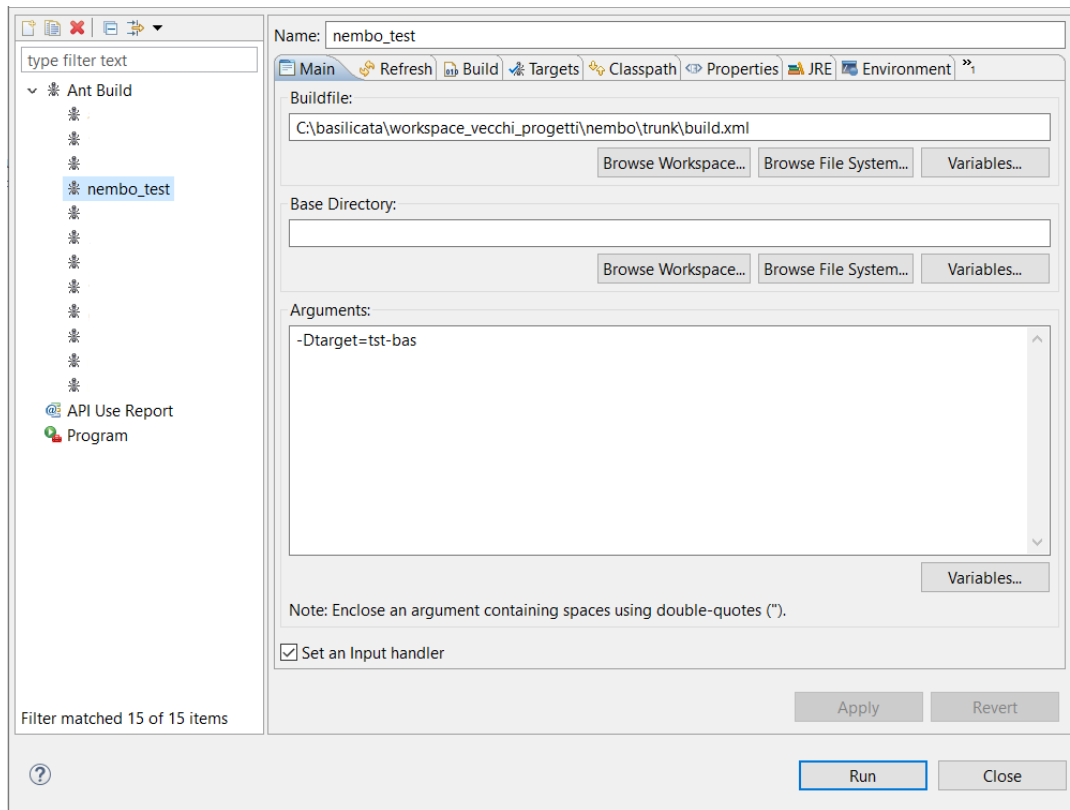 type filter text
Ant Build
nembo_test
API Use Report
Program
Filter matched 15 of 15 items
Name: nembo_test
Main Refresh Build Targets Classpath Properties JRE Environment »1
Buildfile:
C:\basilicata\workspace_vecchi_progetti\nembo\trunk\build.xml
Browse Workspace... Browse File System... Variables...
Base Directory:
Browse Workspace... Browse File System... Variables...
Arguments:
-Dtarget=tst-bas
Variables...
Note: Enclose an argument containing spaces using double-quotes (").
Set an Input handler
Apply Revert
Run Close